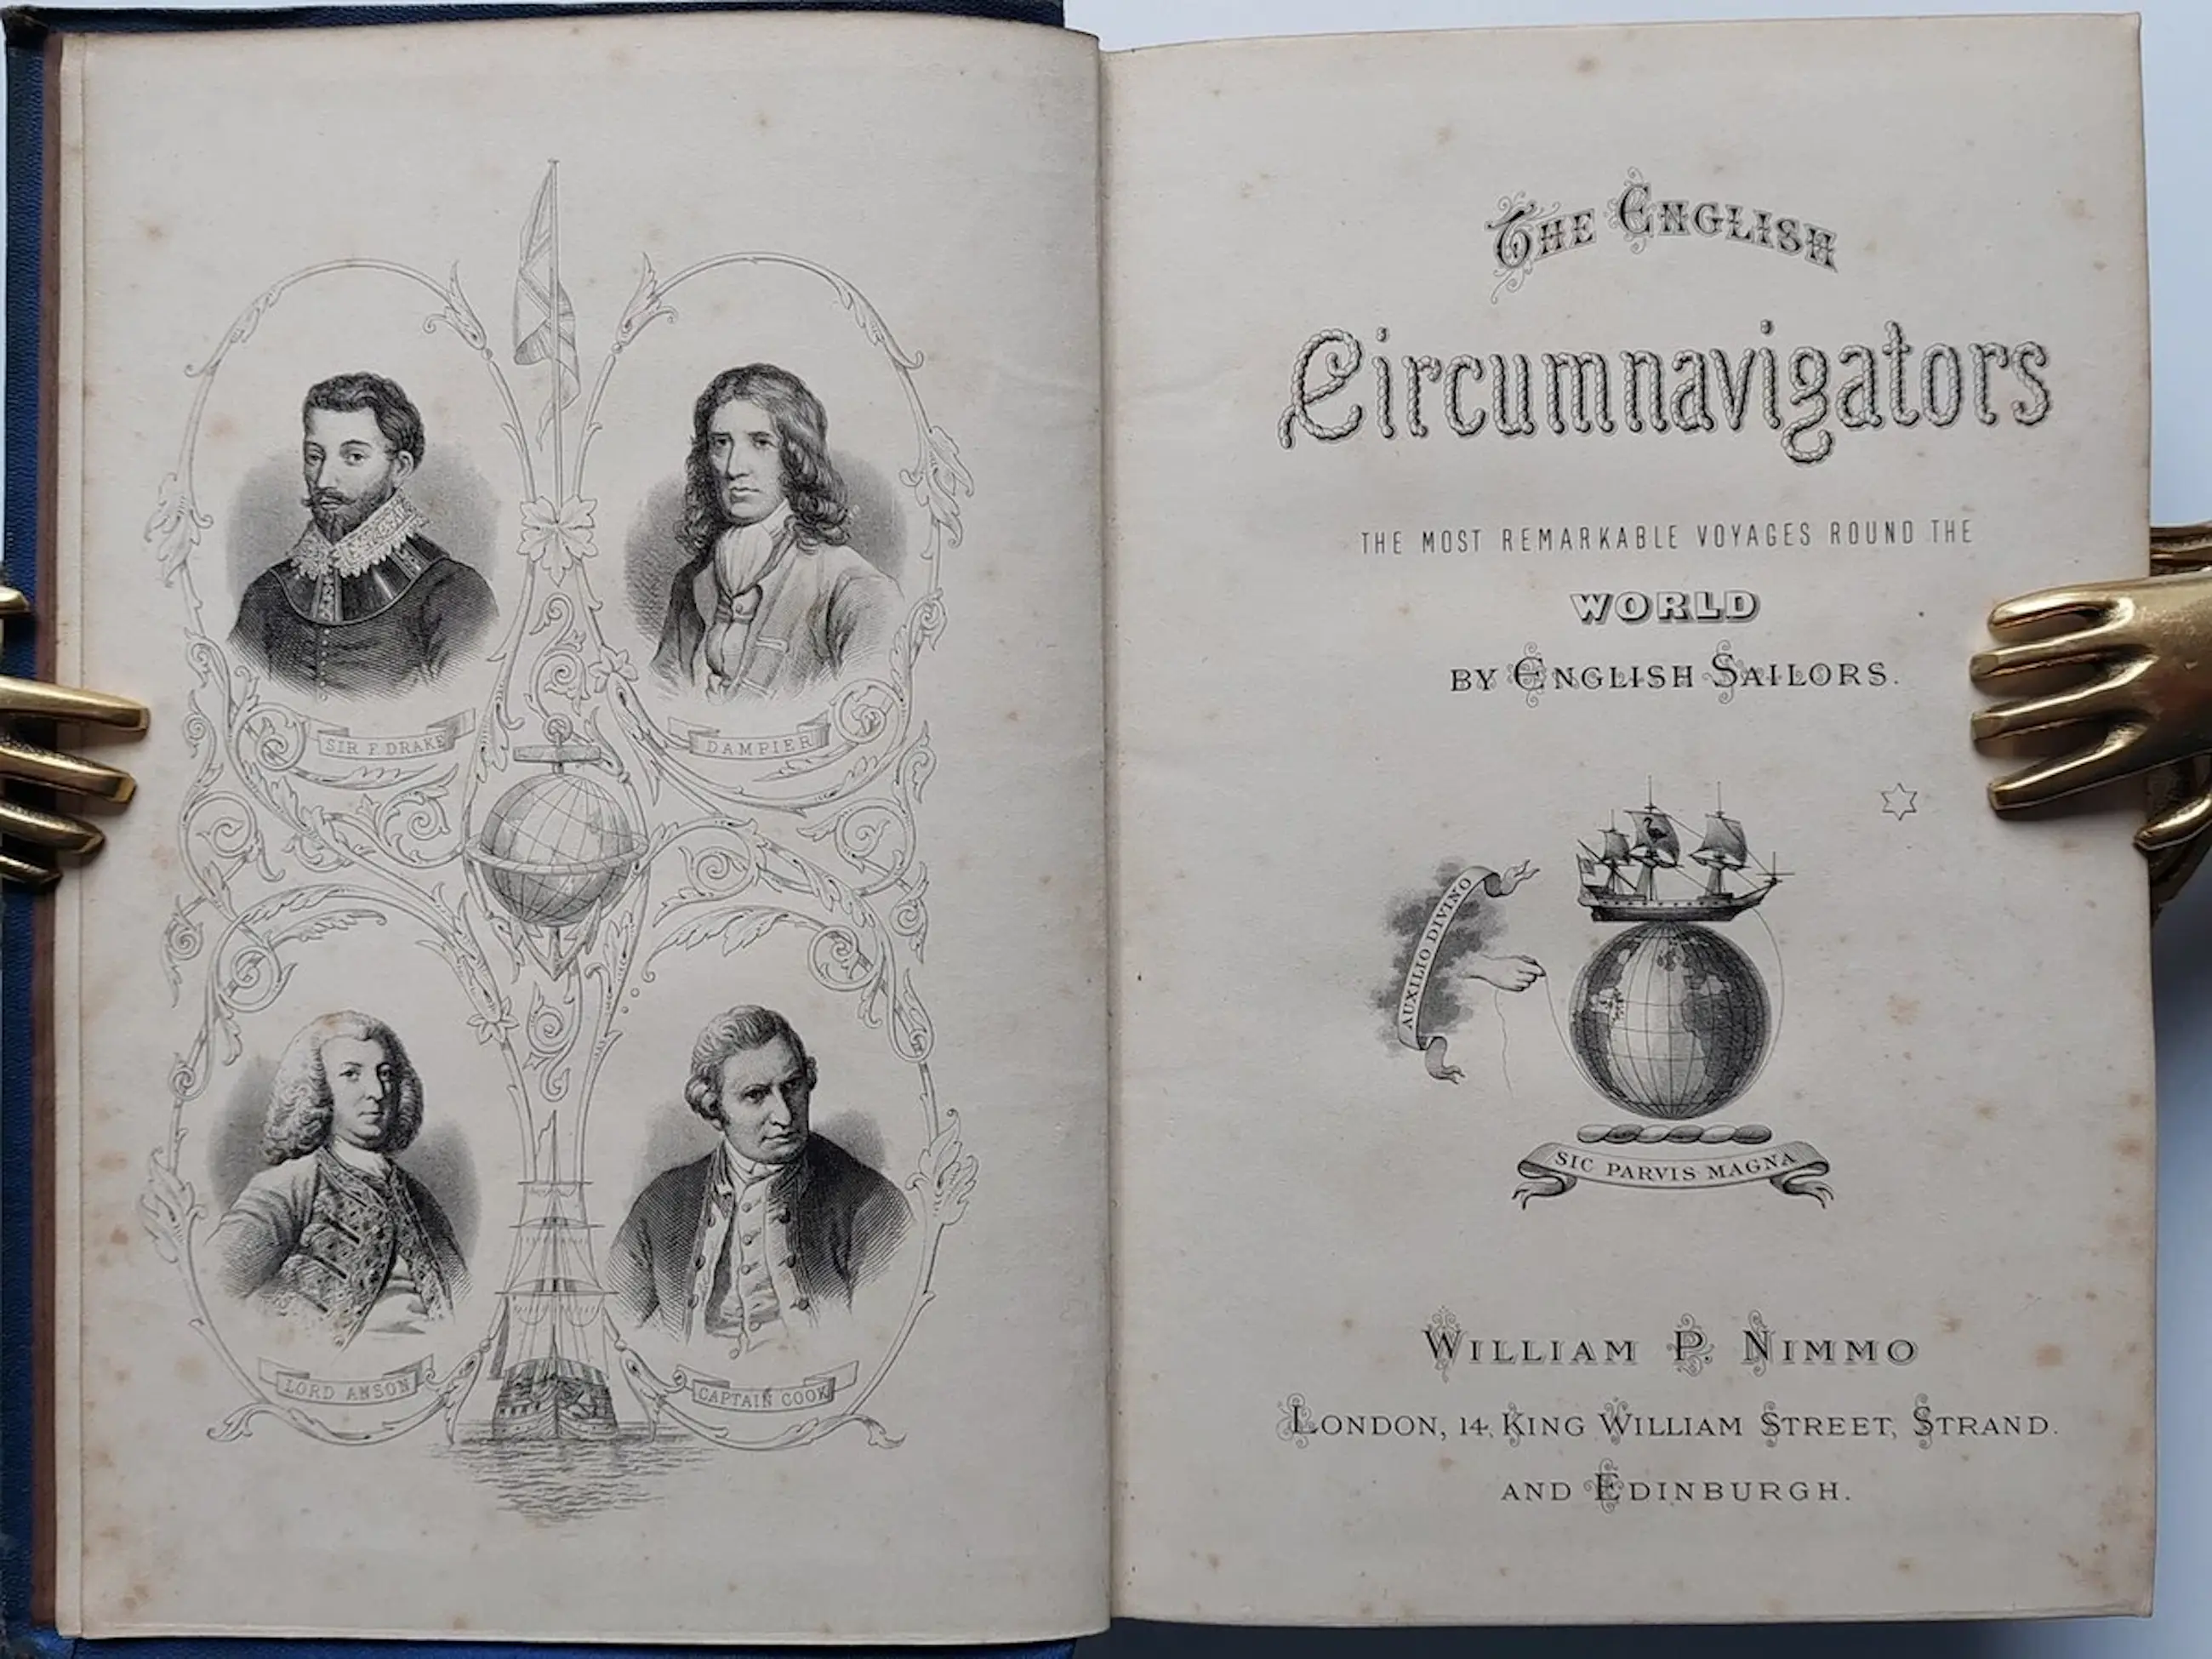 SIR F. DRAKE
DAMPIER
LORD ANSON
CAPTAIN COOK
THE ENGLISH
Circumnavigators
THE MOST REMARKABLE VOYAGES ROUND THE
WORLD
BY ENGLISH SAILORS.
AUXILIO DIVINO
SIC PARVIS MAGNA
WILLIAM P. NIMMO
LONDON, 14, KING WILLIAM STREET, STRAND.
AND EDINBURGH.